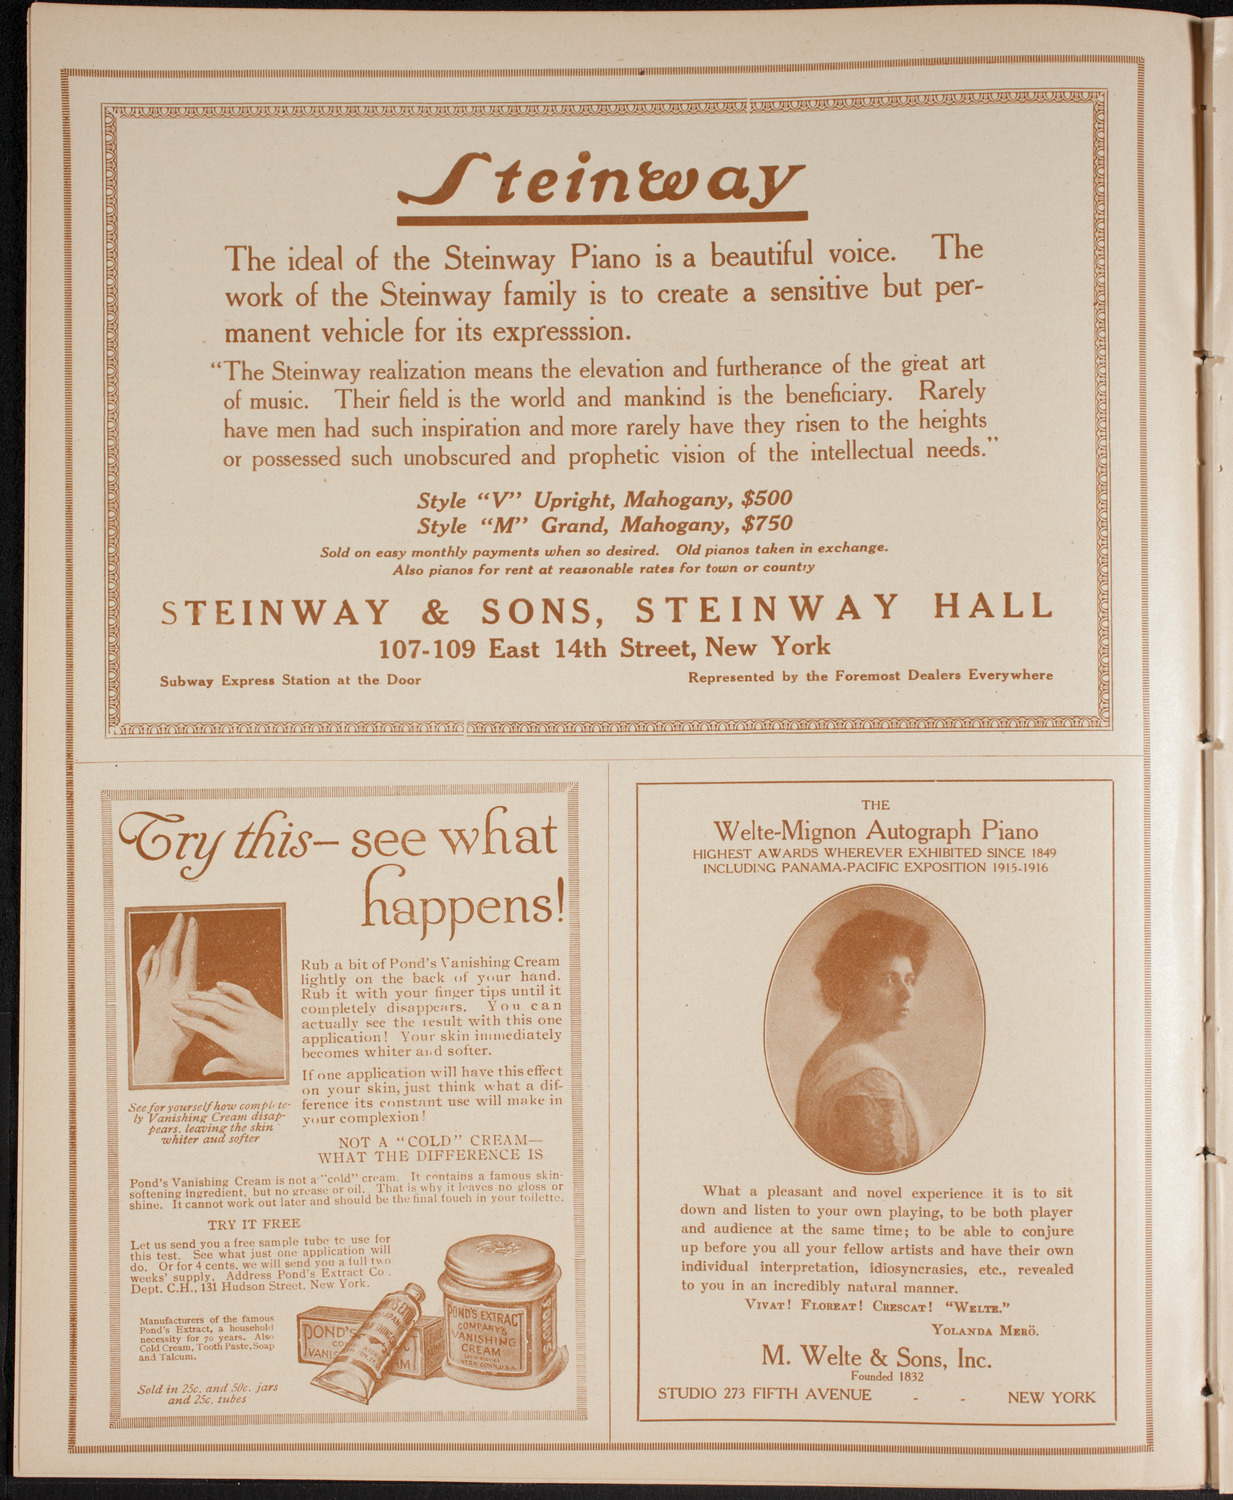 Steinway
The ideal of the Steinway Piano is a beautiful voice. The
work of the Steinway family is to create a sensitive but per-
manent vehicle for its expresssion.
“The Steinway realization means the elevation and furtherance of the great art
of music. Their field is the world and mankind is the beneficiary. Rarely
have men had such inspiration and more rarely have they risen to the heights
or possessed such unobscured and prophetic vision of the intellectual needs.”
Style “V” Upright, Mahogany, $500
Style “M” Grand, Mahogany, $750
Sold on easy monthly payments when so desired. Old pianos taken in exchange.
Also pianos for rent at reasonable rates for town or country
STEINWAY & SONS, STEINWAY HALL
107-109 East 14th Street, New York
Subway Express Station at the Door
Represented by the Foremost Dealers Everywhere
Try this— see what
happens!
Rub a bit of Pond's Vanishing Cream
lightly on the back of your hand.
Rub it with your finger tips until it
completely disappears. You can
actually see the result with this one
application! Your skin immediately
becomes whiter and softer.
If one application will have this effect
on your skin, just think what a dif-
ference its constant use will make in
your complexion!
See for yourself how complete-
ly Vanishing Cream disap-
pears, leaving the skin
whiter aud softer
NOT A “COLD” CREAM—
WHAT THE DIFFERENCE IS
Pond's Vanishing Cream is not a “cold” cream. It contains a famous skin-
softening ingredient, but no grease or oil. That is why it leaves no gloss or
shine. It cannot work out later and should be the final touch in your toilette.
TRY IT FREE
Let us send you a free sample tube to use for
this test. See what just one application will
do. Or for 4 cents, we will send you a full two
weeks' supply. Address Pond's Extract Co.
Dept. C.H., 131 Hudson Street, New York.
Manufacturers of the famous
Pond's Extract, a household
necessity for 70 years. Also
Cold Cream, Tooth Paste, Soap
and Talcum.
Sold in 25c. and 50c. jars
and 25c. tubes
POND'S
POND'S EXTRACT
COMPANY'S
VANISHING
CREAM
THE
Welte-Mignon Autograph Piano
HIGHEST AWARDS WHEREVER EXHIBITED SINCE 1849
INCLUDING PANAMA-PACIFIC EXPOSITION 1915-1916
What a pleasant and novel experience it is to sit
down and listen to your own playing, to be both player
and audience at the same time; to be able to conjure
up before you all your fellow artists and have their own
individual interpretation, idiosyncrasies, etc., revealed
to you in an incredibly natural manner.
VIVAT! FLOREAT! CRESCAT! “WELTE.”
YOLANDA MERÖ.
M. Welte & Sons, Inc.
Founded 1832
STUDIO 273 FIFTH AVENUE - - NEW YORK